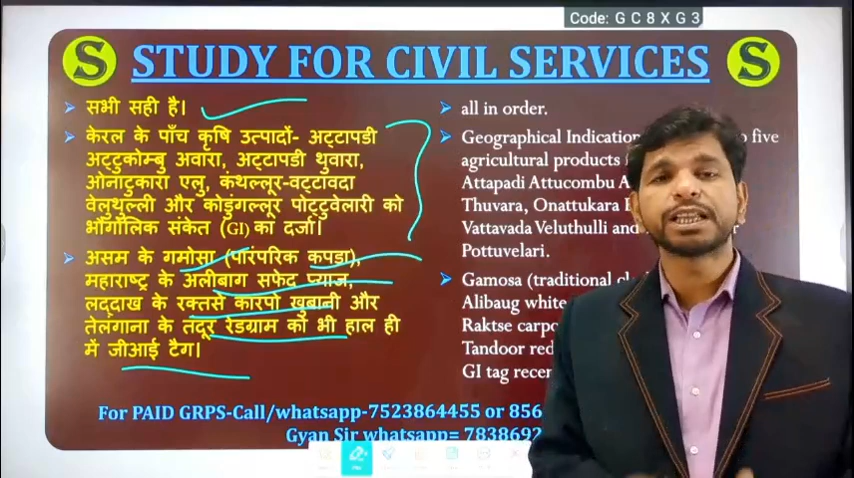 Code: G C 8 X G 3
S STUDY FOR CIVIL SERVICES S
सभी सही है।
केरल के पाँच कृषि उत्पादों- अट्टापडी
अट्टुकोम्बु अवारा, अट्टापडी थुवारा,
ओनाटुकारा एलु, कंथल्लूर-वट्टावदा
वेलुथुल्ली और कोडुंगल्लूर पोट्टुवेलारी को
भौगोलिक संकेत (GI) का दर्जा।
असम के गमोसा (पारंपरिक कपड़ा),
महाराष्ट्र के अलीबाग सफेद प्याज,
लद्दाख के रक्तसे कारपो खुबानी और
तेलंगाना के तंदूर रेडग्राम को भी हाल ही
में जीआई टैग।
all in order.
Geographical Indication five
agricultural products
Attapadi Attucombu
Thuvara, Onattukara
Vattavada Veluthulli and
Pottuvelari.
Gamosa (traditional
Alibaug white
Raktse carpo
Tandoor red
GI tag
For PAID GRPS-Call/whatsapp-7523864455 or 856
Gyan Sir whatsapp= 7838692